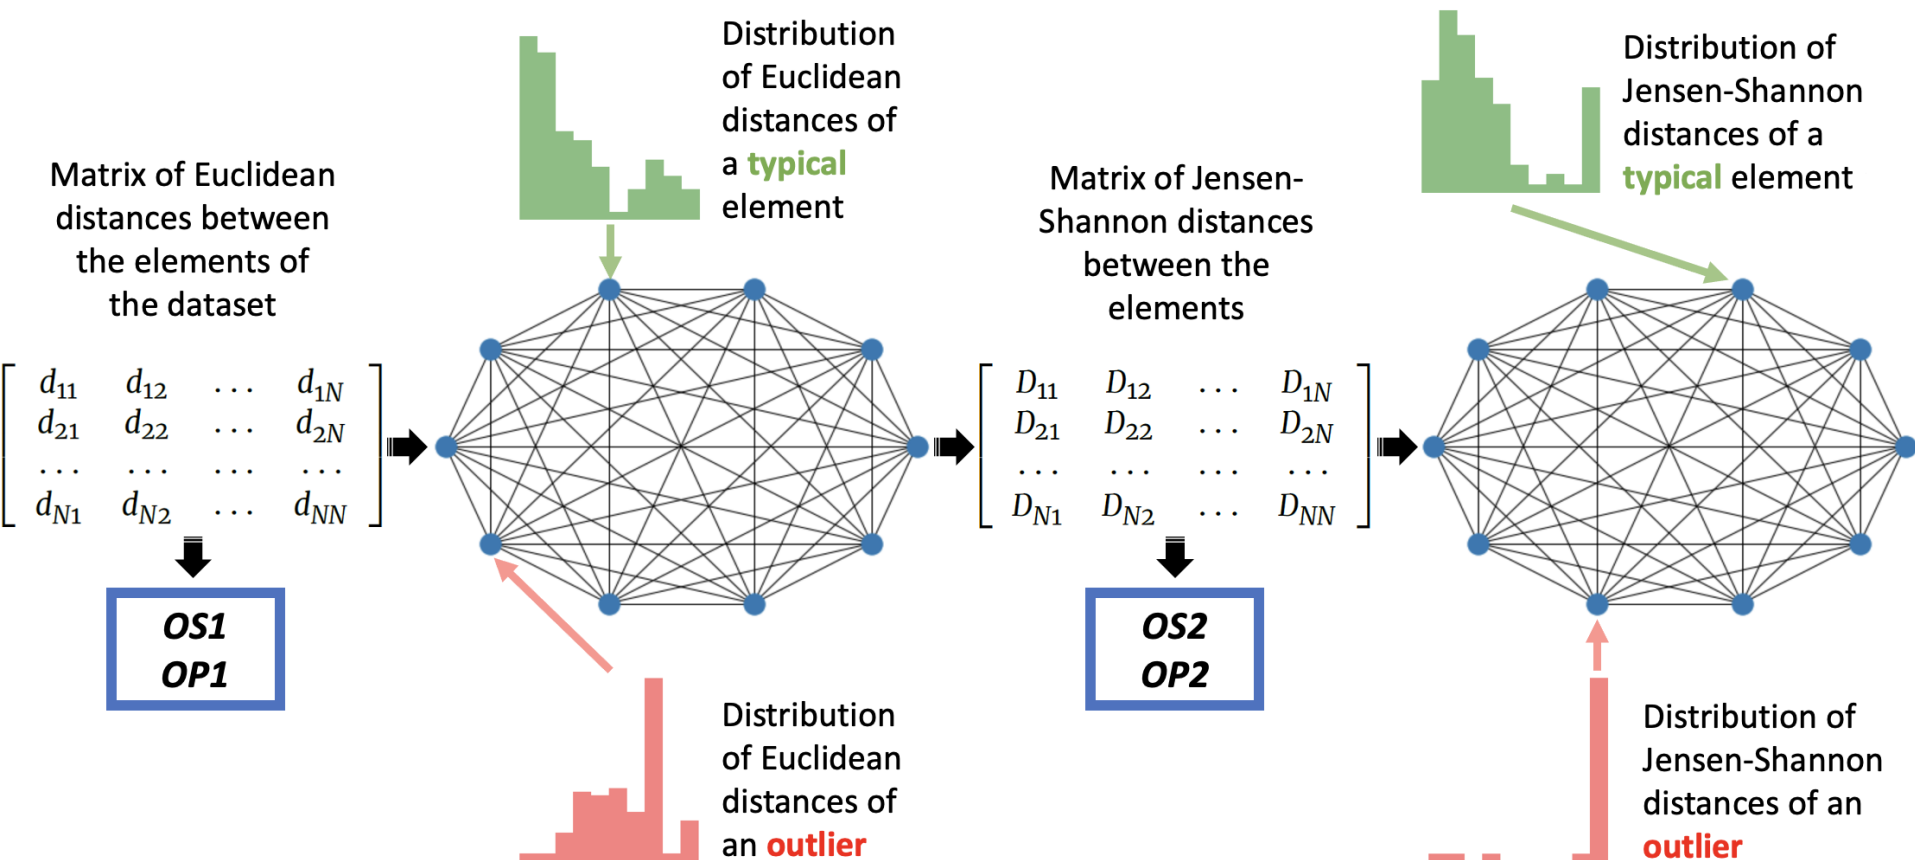 Distribution
of Euclidean
distances of
a typical
element
Distribution of
Jensen-Shannon
distances of a
typical element
Matrix of Euclidean
distances between
the elements of
the dataset
Matrix of Jensen-
Shannon distances
between the
elements
d11 d12 ... d1N
d21 d22 ... d2N
... ... ... ...
dN1 dN2 ... dNN
D11 D12 ... D1N
D21 D22 ... D2N
... ... ... ...
DN1 DN2 ... DNN
OS1
OP1
OS2
OP2
Distribution
of Euclidean
distances of
an outlier
Distribution of
Jensen-Shannon
distances of an
outlier